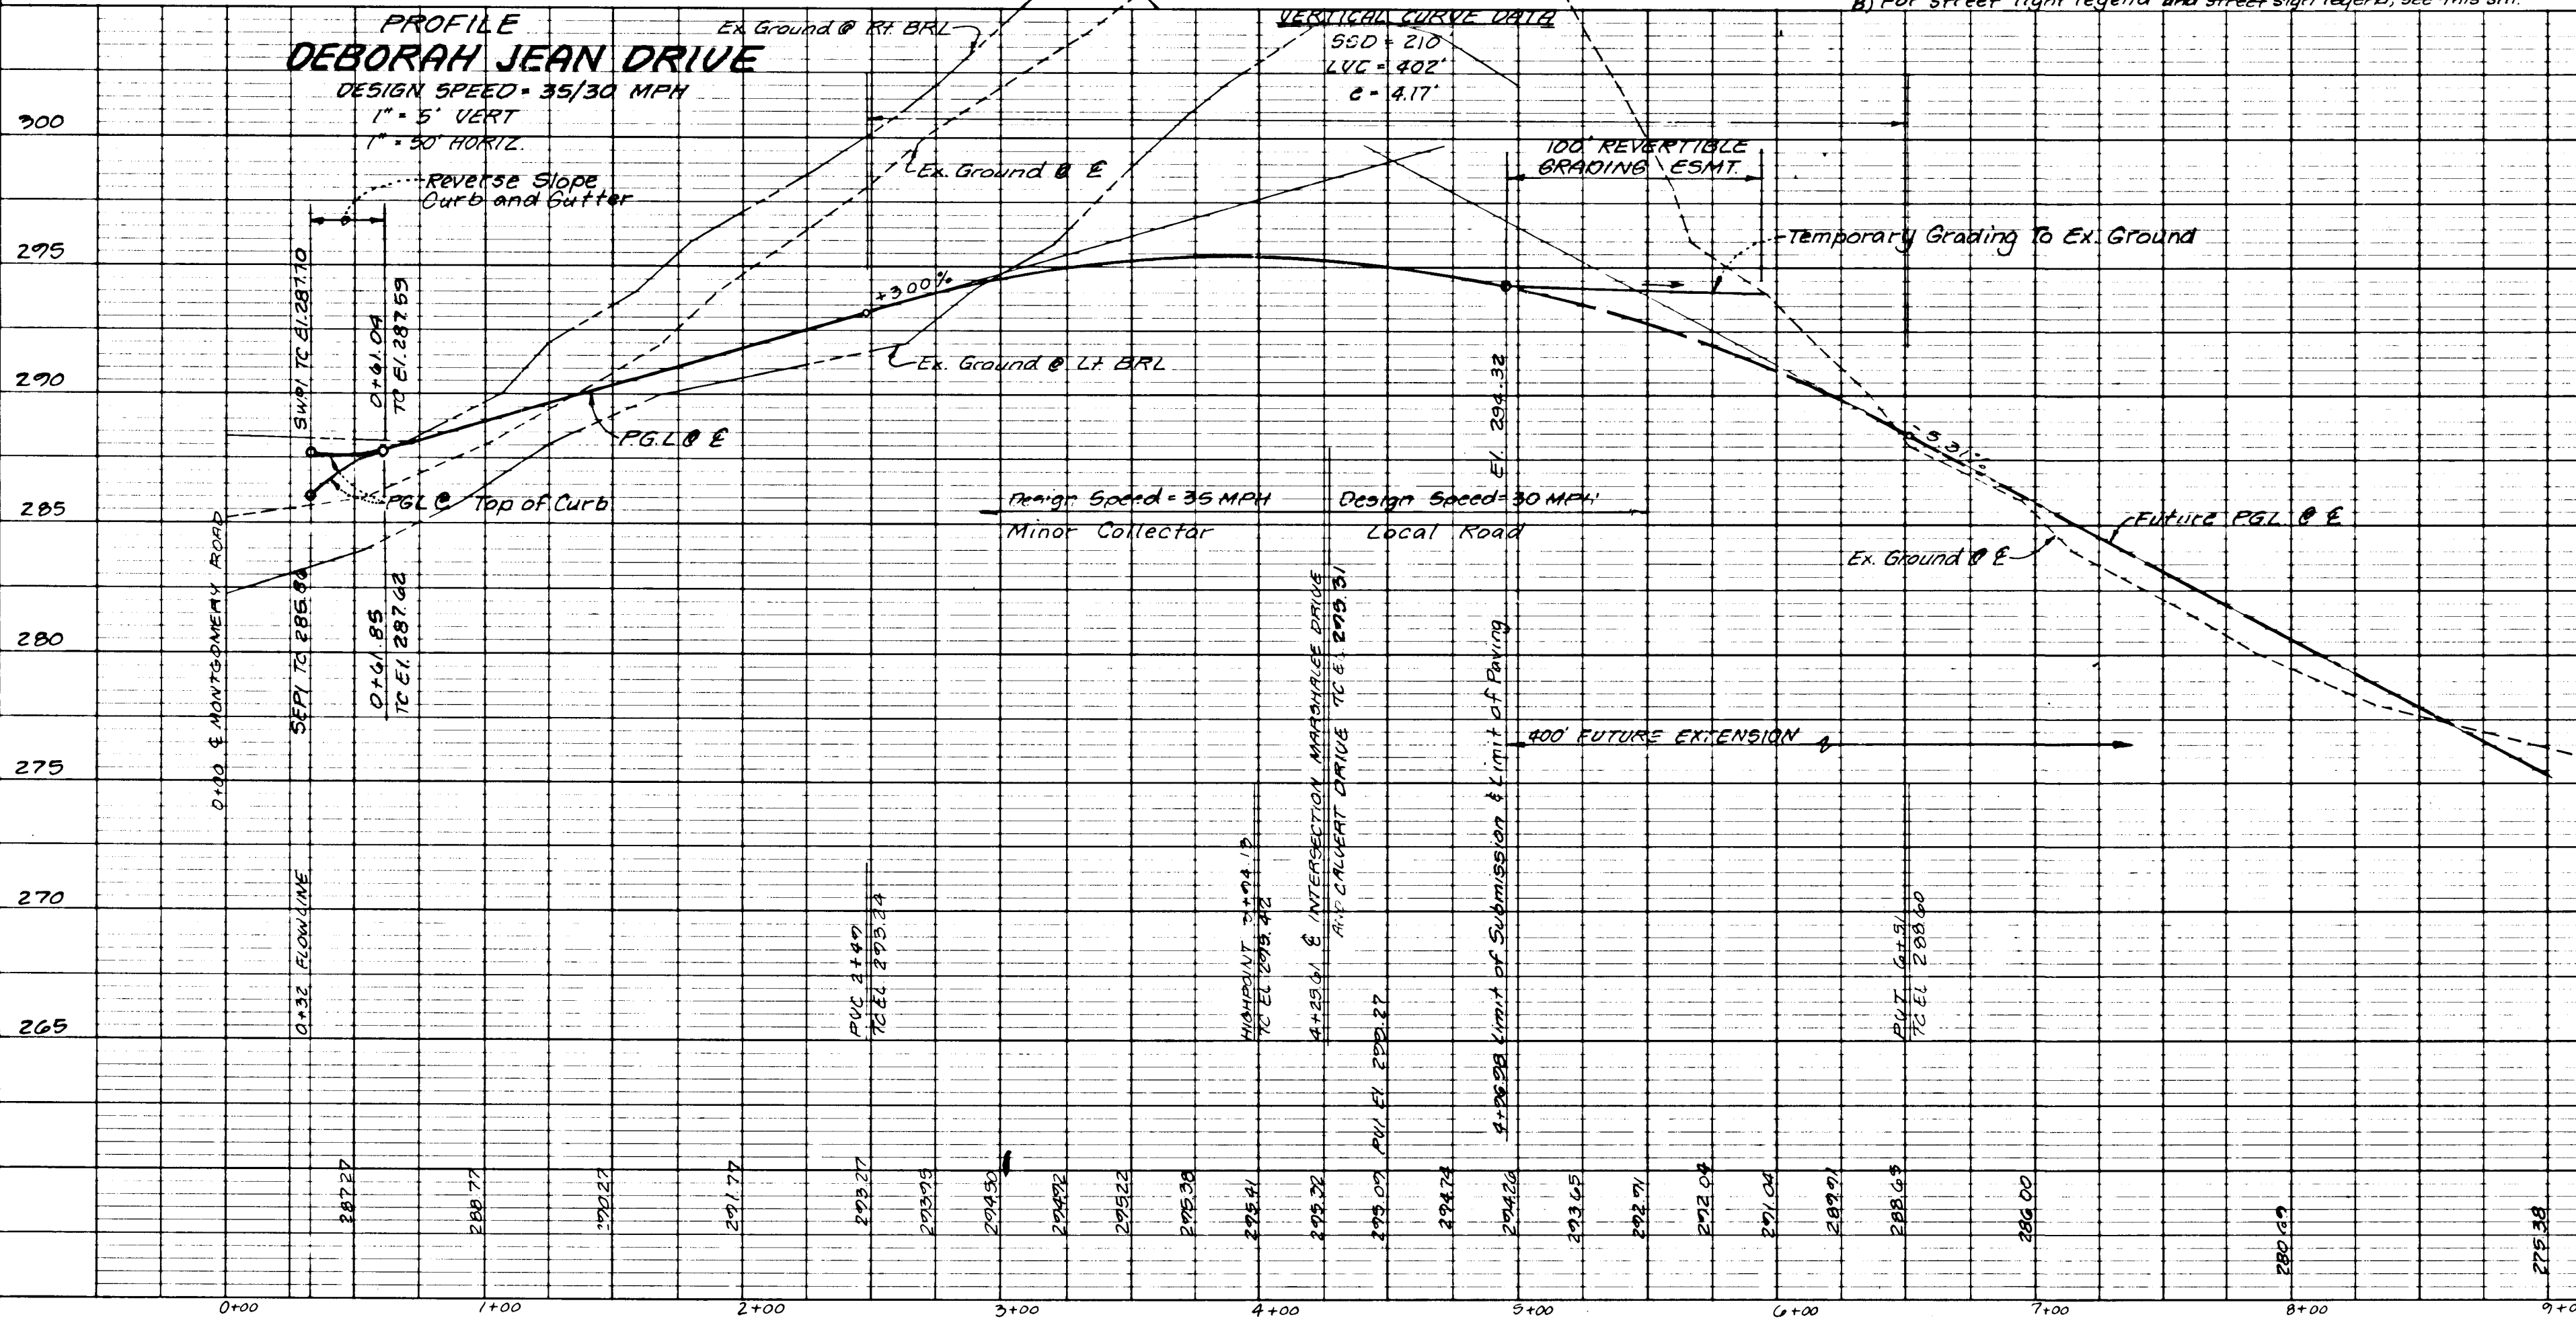 B) For street light legend and street sign legend, see this sht.
PROFILE
DEBORAH JEAN DRIVE
DESIGN SPEED = 35/30 MPH
1" = 5' VERT
1" = 50' HORIZ.
Ex Ground @ Rt. BRL
VERTICAL CURVE DATA
SSD = 210'
LVC = 402'
e = 4.17'
300
295
290
285
280
275
270
265
Reverse Slope
Curb and Gutter
Ex. Ground @ ℄
100' REVERTIBLE
GRADING ESMT.
Temporary Grading To Ex. Ground
SWPI TC El. 287.70
0+61.04
TC El. 287.59
+3.00%
Ex. Ground @ Lt BRL
P.G.L @ ℄
PGL @ Top of Curb
El. 294.32
-5.31%
Design Speed = 35 MPH
Minor Collector
Design Speed = 30 MPH
Local Road
Future PGL @ ℄
Ex. Ground @ ℄
0+00 ℄ MONTGOMERY ROAD
SEPI TC 285.86
0+61.85
TC El. 287.62
0+32 FLOWLINE
400' FUTURE EXTENSION
PVC 2+49
TC EL 293.24
HIGHPOINT 3+94.13
TC EL 295.42
4+25.61 ℄ INTERSECTION MARSHALEE DRIVE
AND CALVERT DRIVE TC EL. 295.31
PVI El. 299.27
4+96.98 Limit of Submission & Limit of Paving
PVT 6+51
TC EL 288.60
287.27
288.77
290.27
291.77
293.27
293.95
294.50
294.92
295.22
295.38
295.41
295.32
295.09
294.74
294.26
293.65
292.91
292.04
291.04
289.91
288.65
286.00
280.69
275.38
0+00
1+00
2+00
3+00
4+00
5+00
6+00
7+00
8+00